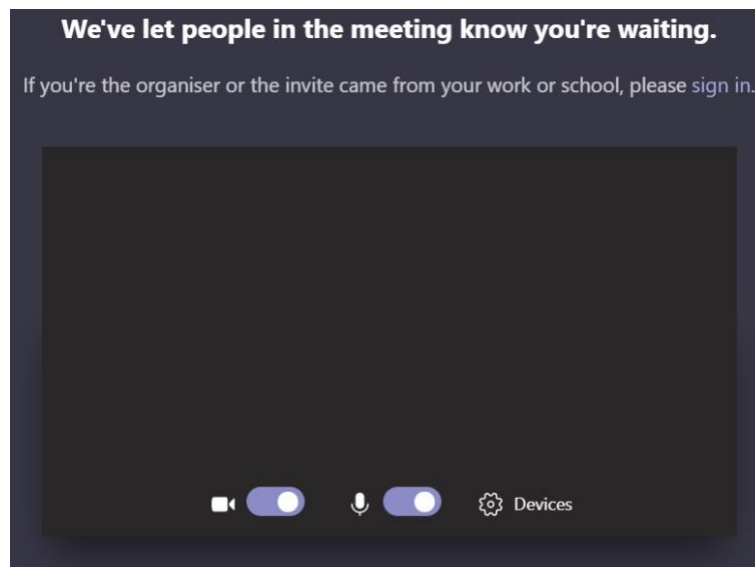 We've let people in the meeting know you're waiting.
If you're the organiser or the invite came from your work or school, please sign in.
Devices